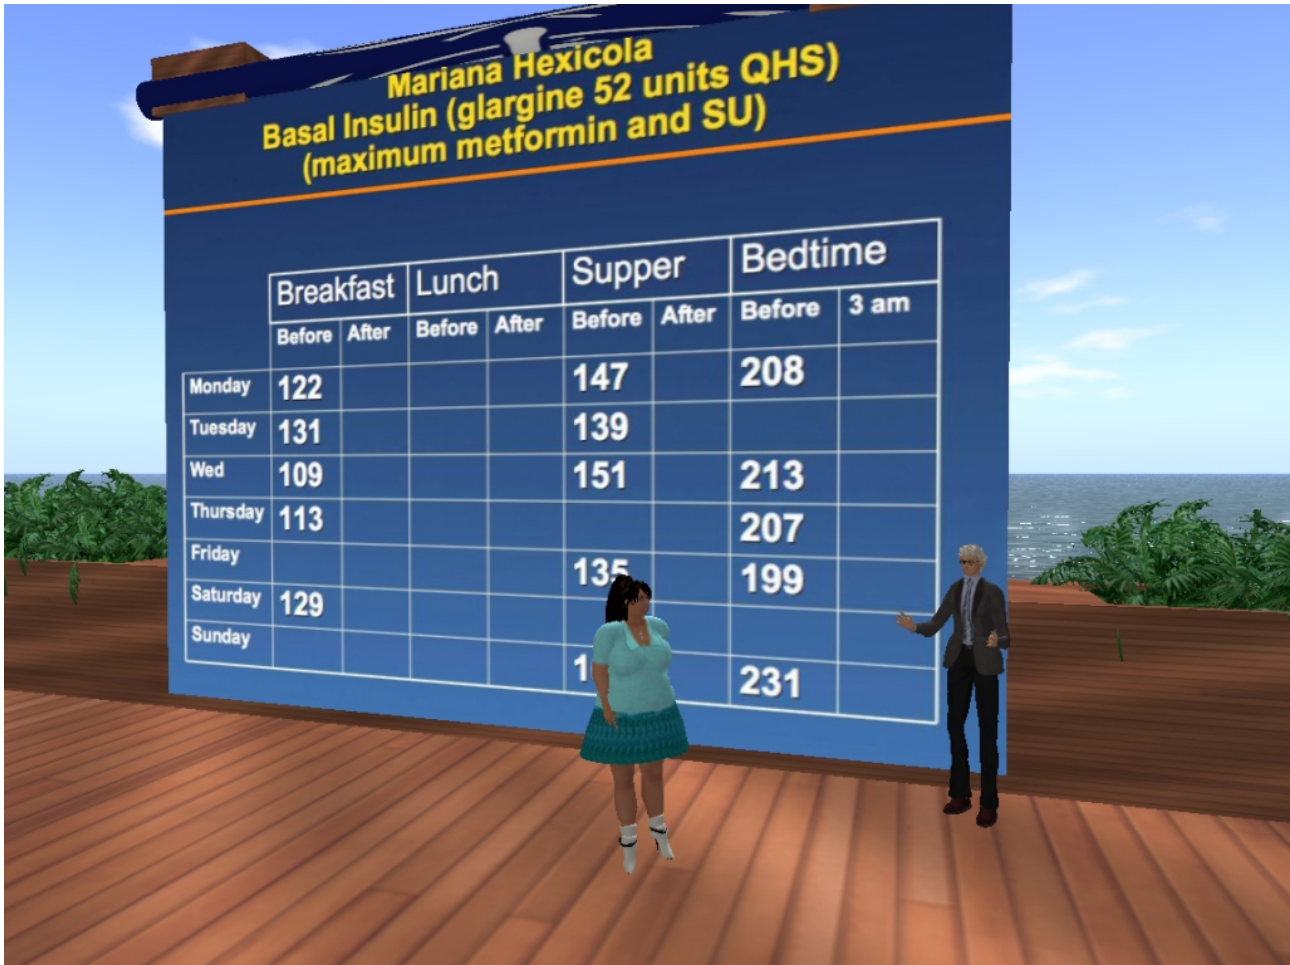 Mariana Hexicola
Basal Insulin (glargine 52 units QHS)
(maximum metformin and SU)
Breakfast Lunch Supper Bedtime
Before After Before After Before After Before 3 am
Monday 122 147 208
Tuesday 131 139
Wed 109 151 213
Thursday 113 207
Friday 135 199
Saturday 129
Sunday 231